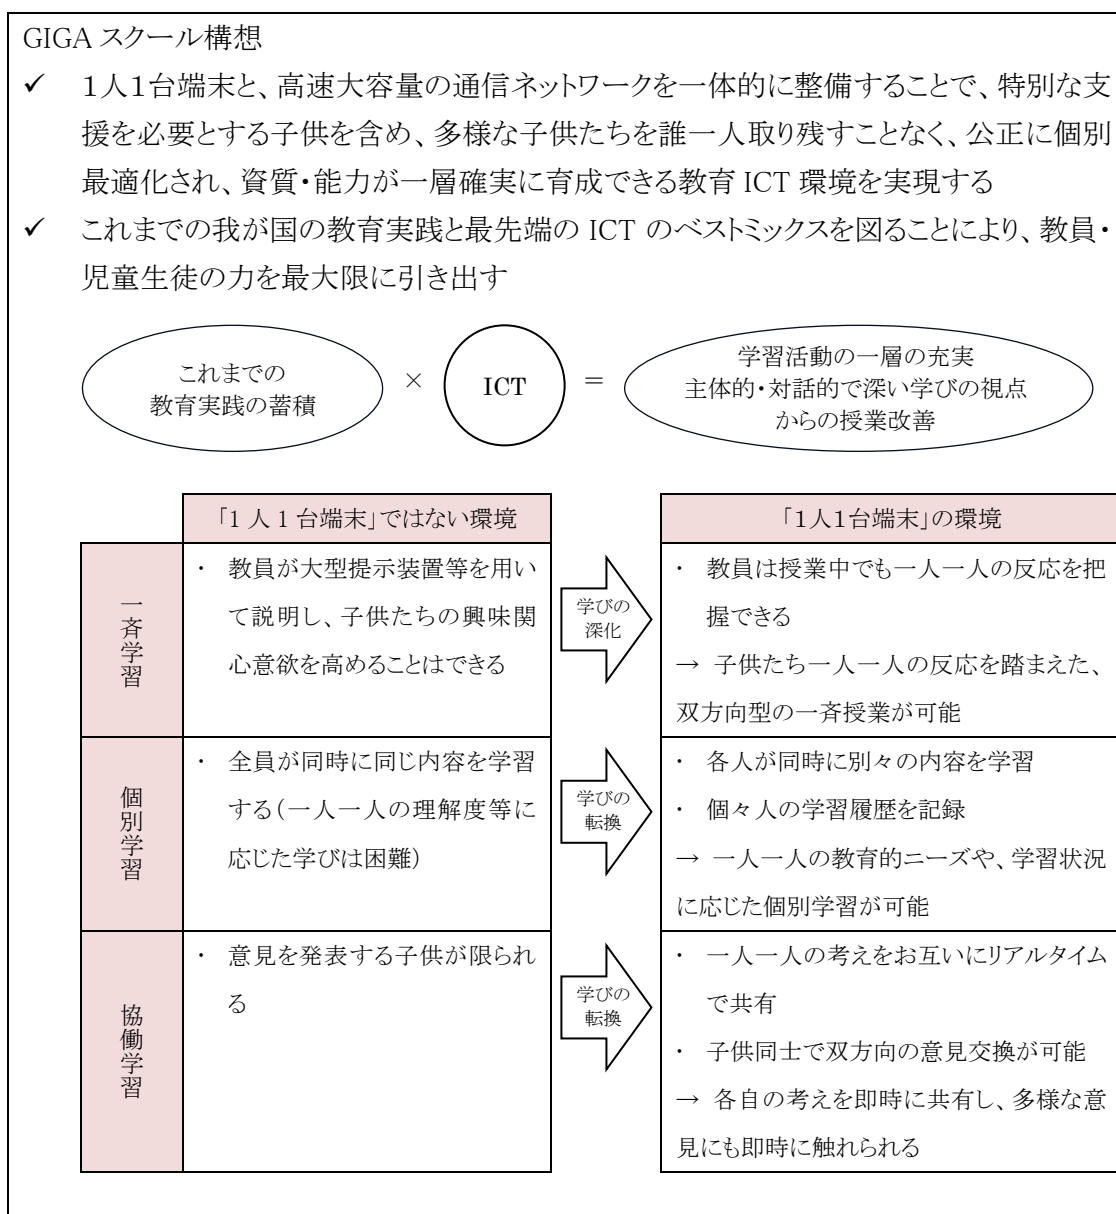 GIGA スクール構想
✓ 1人1台端末と、高速大容量の通信ネットワークを一体的に整備することで、特別な支
援を必要とする子供を含め、多様な子供たちを誰一人取り残すことなく、公正に個別
最適化され、資質・能力が一層確実に育成できる教育 ICT 環境を実現する
✓ これまでの我が国の教育実践と最先端の ICT のベストミックスを図ることにより、教員・
児童生徒の力を最大限に引き出す
これまでの
教育実践の蓄積
×
ICT
=
学習活動の一層の充実
主体的・対話的で深い学びの視点
からの授業改善
「1 人 1 台端末」ではない環境
「1人1台端末」の環境
一斉学習
・ 教員が大型提示装置等を用い
て説明し、子供たちの興味関
心意欲を高めることはできる
学びの
深化
・ 教員は授業中でも一人一人の反応を把
握できる
→ 子供たち一人一人の反応を踏まえた、
双方向型の一斉授業が可能
個別学習
・ 全員が同時に同じ内容を学習
する(一人一人の理解度等に
応じた学びは困難)
学びの
転換
・ 各人が同時に別々の内容を学習
・ 個々人の学習履歴を記録
→ 一人一人の教育的ニーズや、学習状況
に応じた個別学習が可能
協働学習
・ 意見を発表する子供が限られ
る
学びの
転換
・ 一人一人の考えをお互いにリアルタイム
で共有
・ 子供同士で双方向の意見交換が可能
→ 各自の考えを即時に共有し、多様な意
見にも即時に触れられる